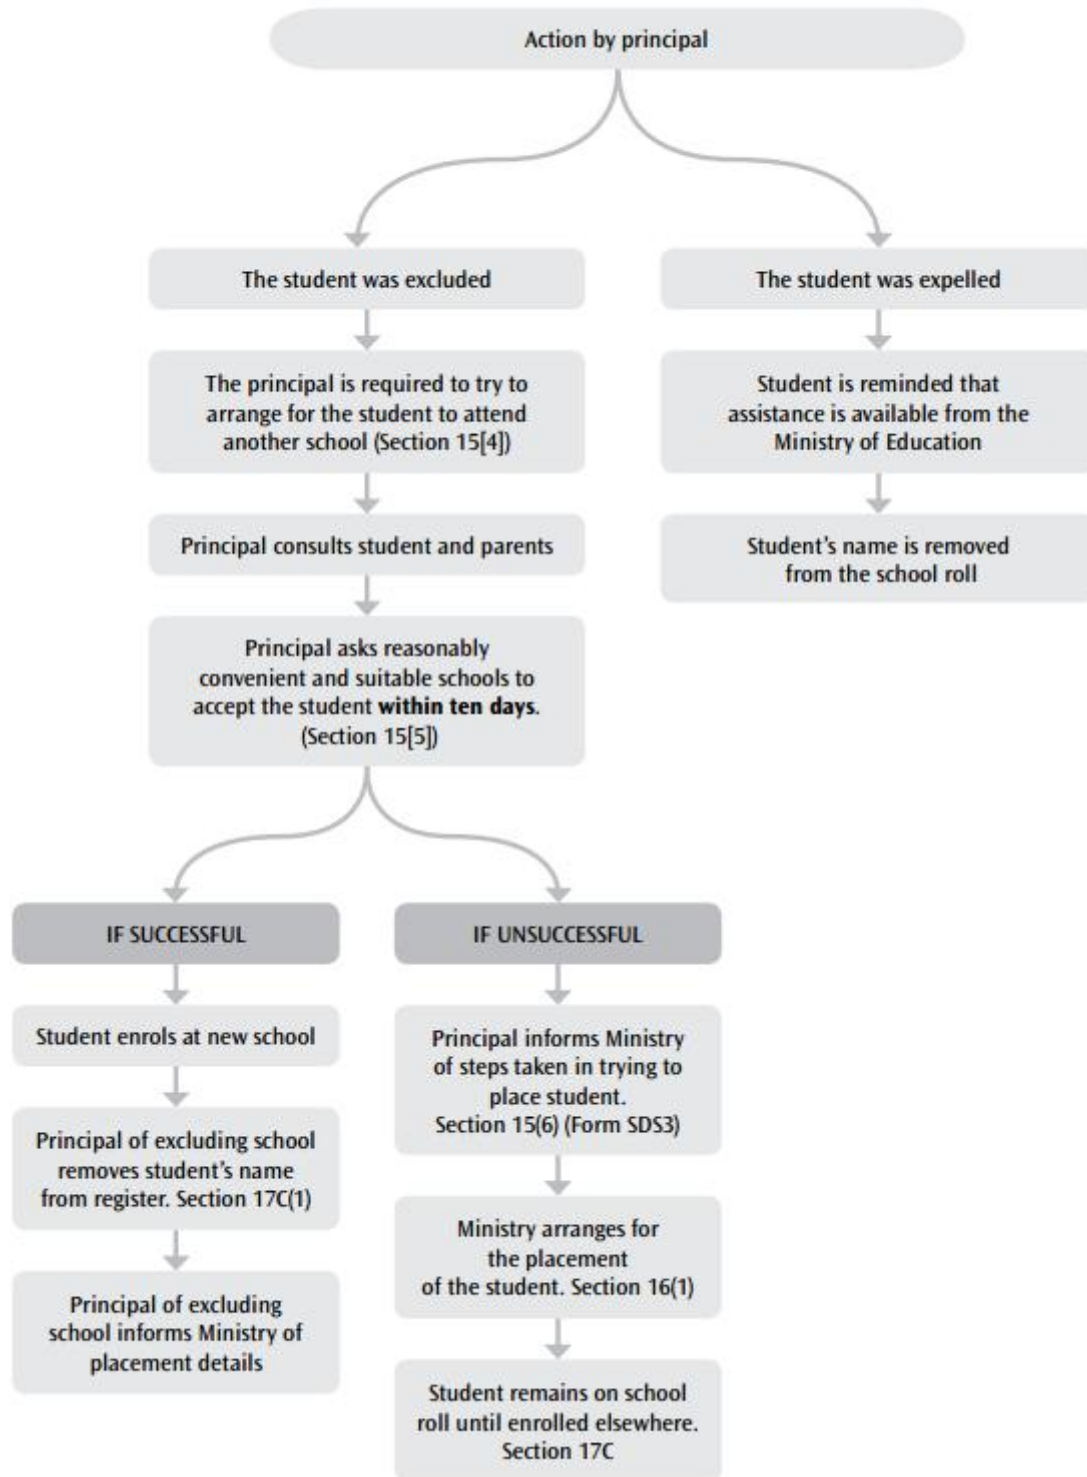 Action by principal
The student was excluded
The student was expelled
The principal is required to try to
arrange for the student to attend
another school (Section 15[4])
Student is reminded that
assistance is available from the
Ministry of Education
Principal consults student and parents
Student's name is removed
from the school roll
Principal asks reasonably
convenient and suitable schools to
accept the student within ten days.
(Section 15[5])
IF SUCCESSFUL
Student enrols at new school
Principal of excluding school
removes student's name
from register. Section 17C(1)
Principal of excluding
school informs Ministry of
placement details
IF UNSUCCESSFUL
Principal informs Ministry
of steps taken in trying to
place student.
Section 15(6) (Form SDS3)
Ministry arranges for
the placement
of the student. Section 16(1)
Student remains on school
roll until enrolled elsewhere.
Section 17C